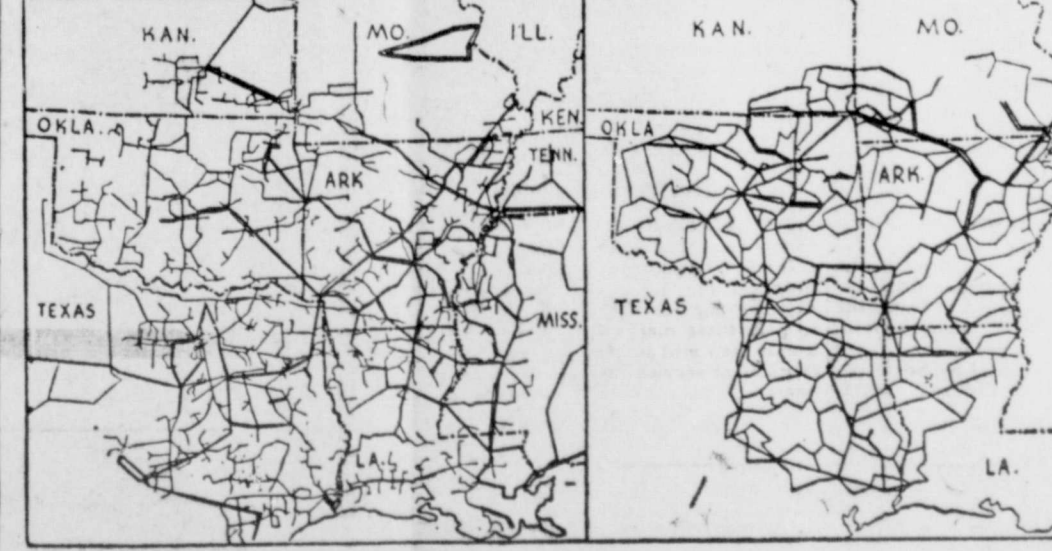 KAN.
MO.
ILL.
KEN.
OKLA.
TENN.
ARK
TEXAS
MISS.
LA.
KAN.
MO.
OKLA
ARK.
TEXAS
LA.